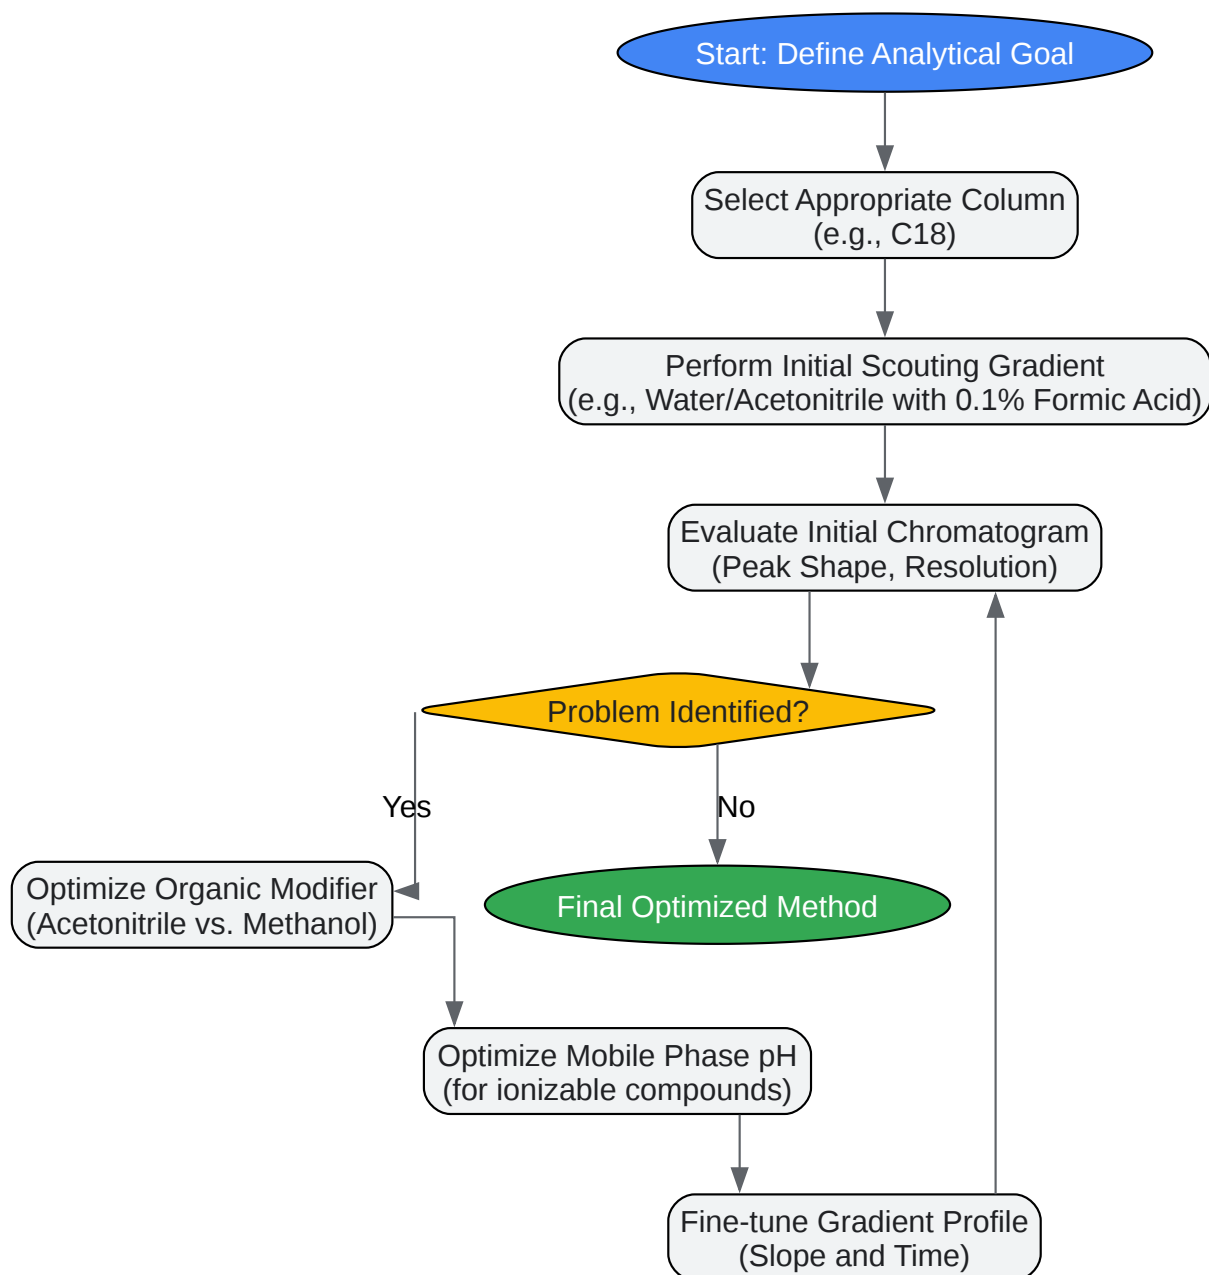 Start: Define Analytical Goal
Select Appropriate Column
(e.g., C18)
Perform Initial Scouting Gradient
(e.g., Water/Acetonitrile with 0.1% Formic Acid)
Evaluate Initial Chromatogram
(Peak Shape, Resolution)
Problem Identified?
Yes
No
Optimize Organic Modifier
(Acetonitrile vs. Methanol)
Final Optimized Method
Optimize Mobile Phase pH
(for ionizable compounds)
Fine-tune Gradient Profile
(Slope and Time)